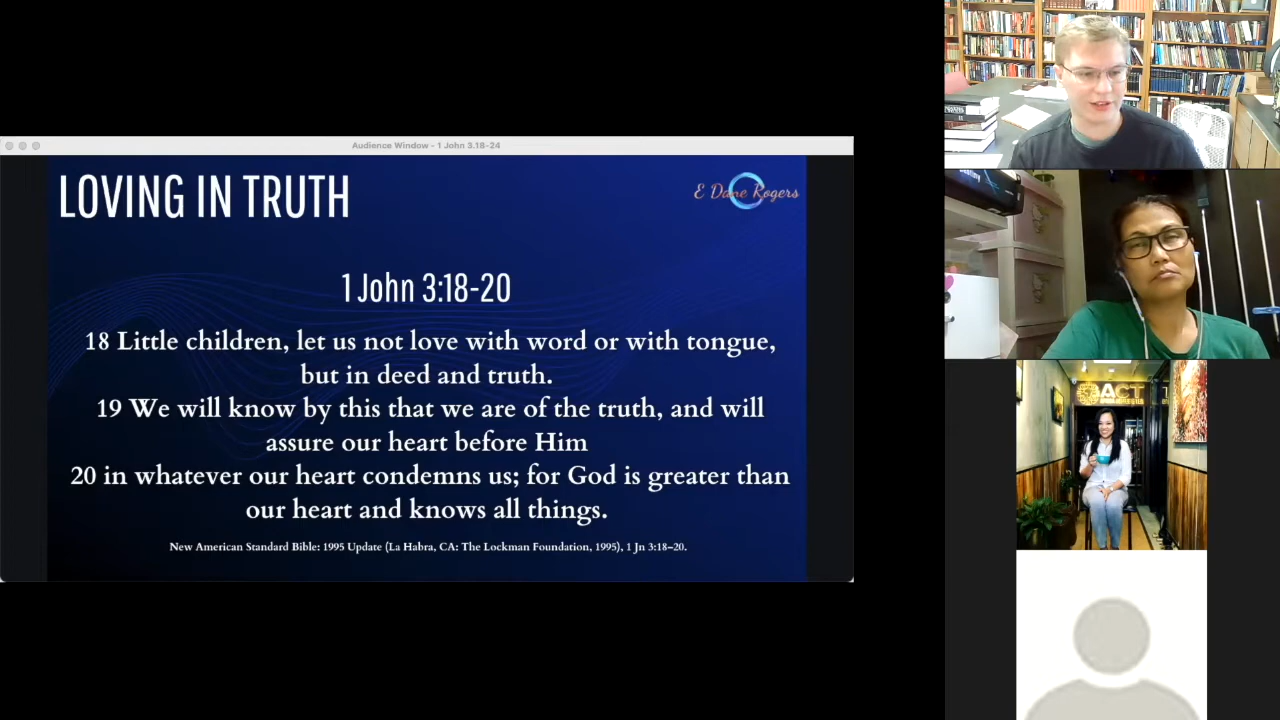 Audience Window - 1 John 3.18-24
LOVING IN TRUTH
E Dane Rogers
1 John 3:18-20
18 Little children, let us not love with word or with tongue,
but in deed and truth.
19 We will know by this that we are of the truth, and will
assure our heart before Him
20 in whatever our heart condemns us; for God is greater than
our heart and knows all things.
New American Standard Bible: 1995 Update (La Habra, CA: The Lockman Foundation, 1995), 1 Jn 3:18–20.
ACT